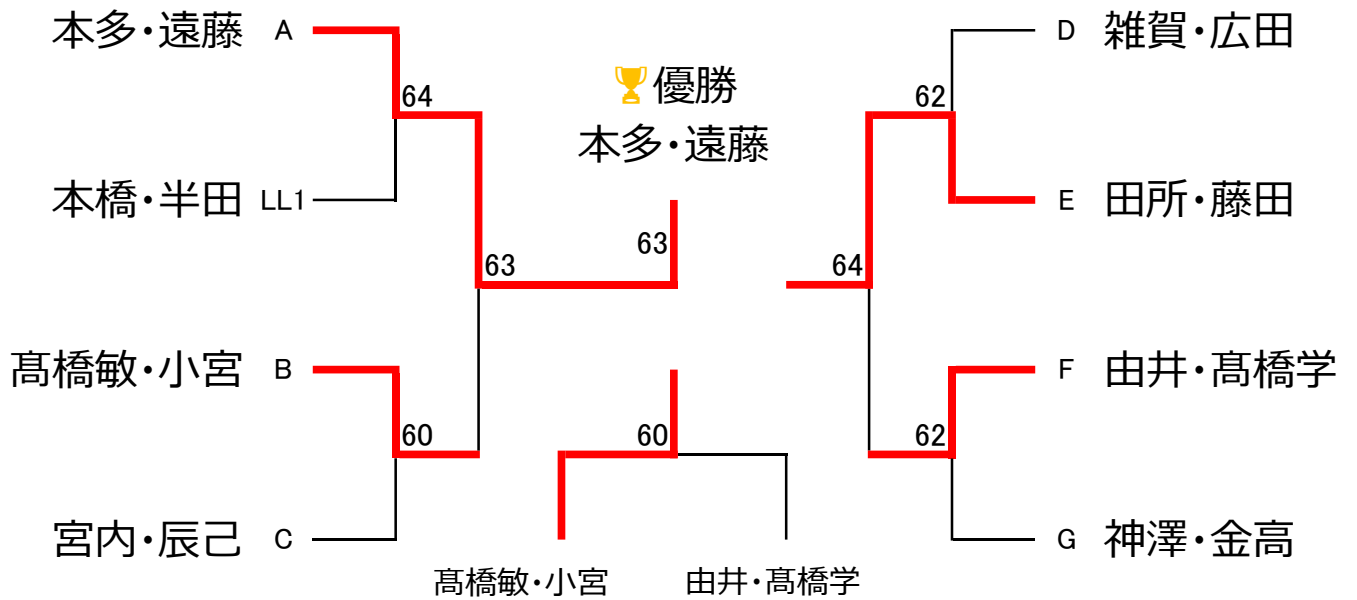 本多・遠藤 A
D 雑賀・広田
🏆優勝
64
62
本多・遠藤
本橋・半田 LL1
E 田所・藤田
63
63
64
髙橋敏・小宮 B
F 由井・髙橋学
60
60
62
宮内・辰己 C
G 神澤・金高
髙橋敏・小宮
由井・髙橋学